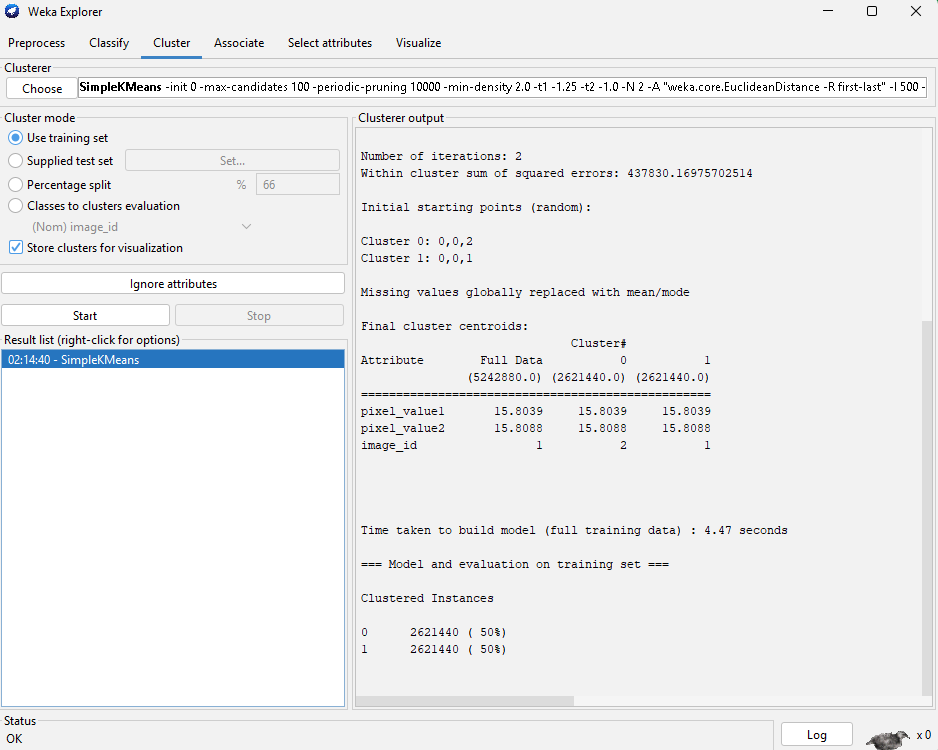 Weka Explorer
Preprocess Classify Cluster Associate Select attributes Visualize
Clusterer
Choose SimpleKMeans -init 0 -max-candidates 100 -periodic-pruning 10000 -min-density 2.0 -t1 -1.25 -t2 -1.0 -N 2 -A "weka.core.EuclideanDistance -R first-last" -I 500 -
Cluster mode
Use training set
Supplied test set Set...
Percentage split % 66
Classes to clusters evaluation
(Nom) image_id
Store clusters for visualization
Ignore attributes
Start Stop
Result list (right-click for options)
02:14:40 - SimpleKMeans
Clusterer output
Number of iterations: 2
Within cluster sum of squared errors: 437830.16975702514
Initial starting points (random):
Cluster 0: 0,0,2
Cluster 1: 0,0,1
Missing values globally replaced with mean/mode
Final cluster centroids:
Cluster#
Attribute Full Data 0 1
(5242880.0) (2621440.0) (2621440.0)
==================================================
pixel_value1 15.8039 15.8039 15.8039
pixel_value2 15.8088 15.8088 15.8088
image_id 1 2 1
Time taken to build model (full training data) : 4.47 seconds
=== Model and evaluation on training set ===
Clustered Instances
0 2621440 ( 50%)
1 2621440 ( 50%)
Status
OK
Log x 0